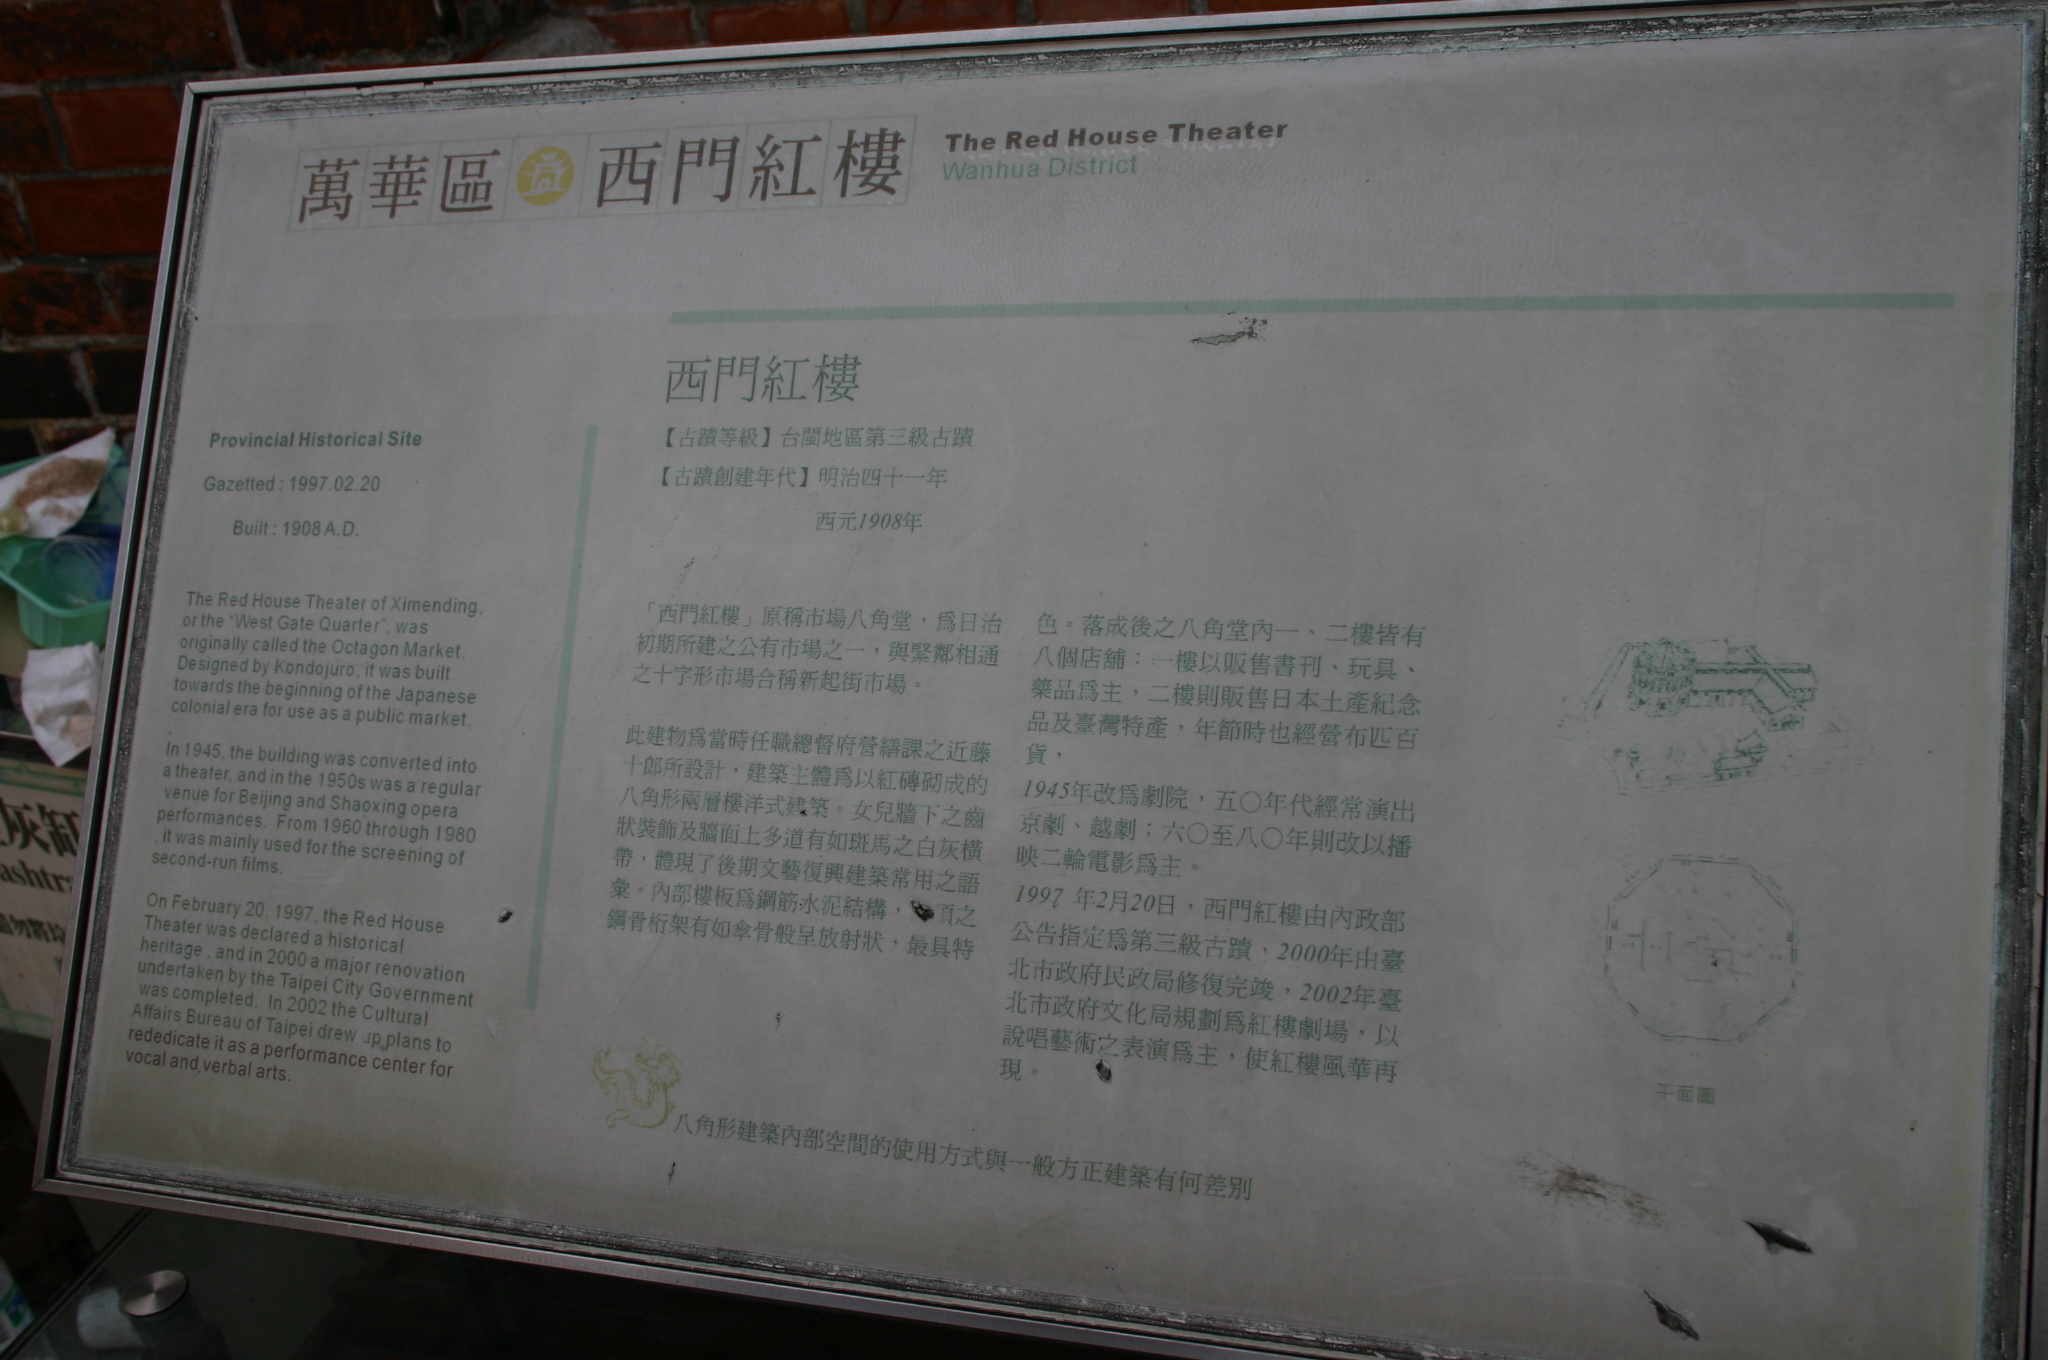 萬華區 西門紅樓
The Red House Theater
Wanhua District
Provincial Historical Site
Gazetted : 1997.02.20
Built : 1908 A.D.
The Red House Theater of Ximending,
or the "West Gate Quarter", was
originally called the Octagon Market.
Designed by Kondojuro, it was built
towards the beginning of the Japanese
colonial era for use as a public market.
In 1945, the building was converted into
a theater, and in the 1950s was a regular
venue for Beijing and Shaoxing opera
performances. From 1960 through 1980
, it was mainly used for the screening of
second-run films.
On February 20, 1997, the Red House
Theater was declared a historical
heritage , and in 2000 a major renovation
undertaken by the Taipei City Government
was completed. In 2002 the Cultural
Affairs Bureau of Taipei drew up plans to
rededicate it as a performance center for
vocal and verbal arts.
西門紅樓
【古蹟等級】台閩地區第三級古蹟
【古蹟創建年代】明治四十一年
西元1908年
「西門紅樓」原稱市場八角堂，為日治
初期所建之公有市場之一，與緊鄰相通
之十字形市場合稱新起街市場。
此建物為當時任職總督府營繕課之近藤
十郎所設計，建築主體為以紅磚砌成的
八角形兩層樓洋式建築。女兒牆下之齒
狀裝飾及牆面上多道有如斑馬之白灰橫
帶，體現了後期文藝復興建築常用之語
彙。內部樓板為鋼筋水泥結構， 頂之
鋼骨桁架有如傘骨般呈放射狀，最具特
色。落成後之八角堂內一、二樓皆有
八個店舖：一樓以販售書刊、玩具、
藥品為主，二樓則販售日本土產紀念
品及臺灣特產，年節時也經營布匹百
貨，
1945年改為劇院，五〇年代經常演出
京劇、越劇；六〇至八〇年則改以播
映二輪電影為主。
1997 年2月20日，西門紅樓由內政部
公告指定為第三級古蹟，2000年由臺
北市政府民政局修復完竣，2002年臺
北市政府文化局規劃為紅樓劇場，以
說唱藝術之表演為主，使紅樓風華再
現。
八角形建築內部空間的使用方式與一般方正建築有何差別
平面圖
灰缸